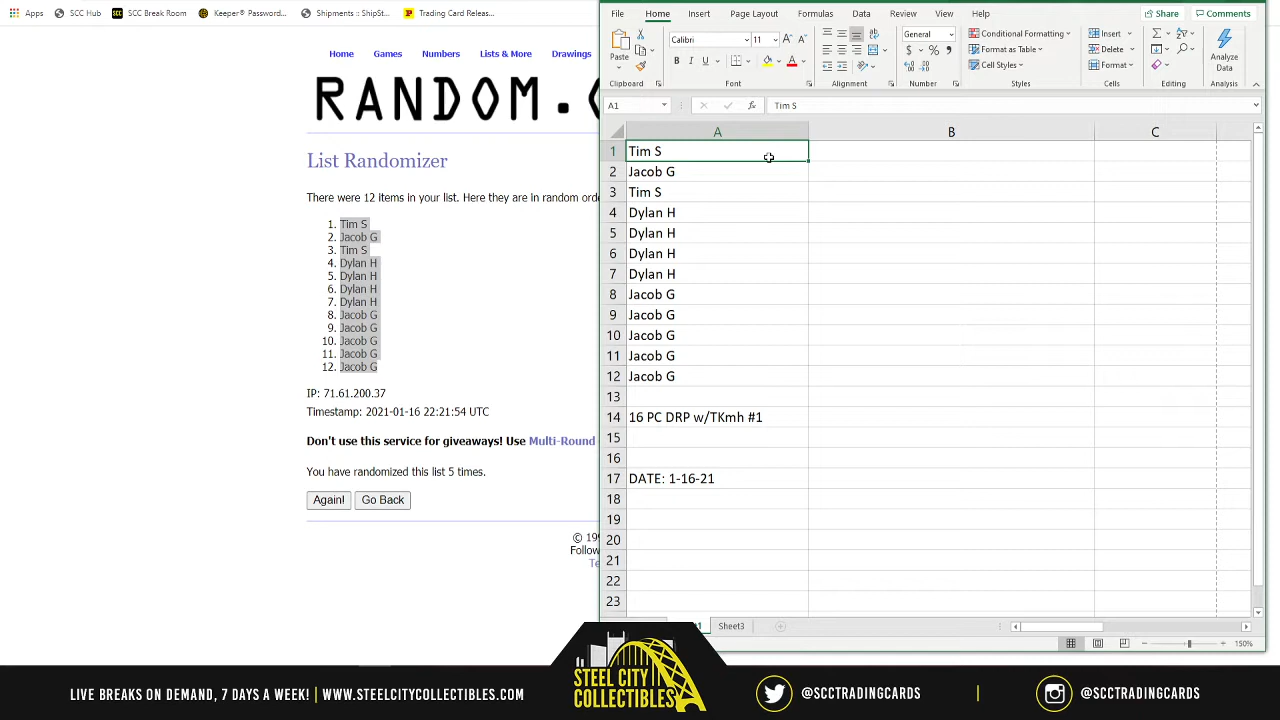 Apps SCC Hub SCC Break Room Keeper® Password... Shipments :: ShipSt... Trading Card Releas...
Home Games Numbers Lists & More Drawings
RANDOM.
List Randomizer
There were 12 items in your list. Here they are in random orde
1. Tim S
2. Jacob G
3. Tim S
4. Dylan H
5. Dylan H
6. Dylan H
7. Dylan H
8. Jacob G
9. Jacob G
10. Jacob G
11. Jacob G
12. Jacob G
IP: 71.61.200.37
Timestamp: 2021-01-16 22:21:54 UTC
Don't use this service for giveaways! Use Multi-Round
You have randomized this list 5 times.
Again! Go Back
© 199
Follow
Te
File Home Insert Page Layout Formulas Data Review View Help Share Comments
Calibri 11 General Conditional Formatting Insert
Format as Table Delete
Paste Cell Styles Format Analyze Data
Clipboard Font Alignment Number Styles Cells Editing Analysis
A1 fx Tim S
A B C
1 Tim S
2 Jacob G
3 Tim S
4 Dylan H
5 Dylan H
6 Dylan H
7 Dylan H
8 Jacob G
9 Jacob G
10 Jacob G
11 Jacob G
12 Jacob G
13
14 16 PC DRP w/TKmh #1
15
16
17 DATE: 1-16-21
18
19
20
21
22
23
Sheet3
150%
LIVE BREAKS ON DEMAND, 7 DAYS A WEEK! | WWW.STEELCITYCOLLECTIBLES.COM
STEEL CITY
COLLECTIBLES
@SCCTRADINGCARDS | @SCCTRADINGCARDS